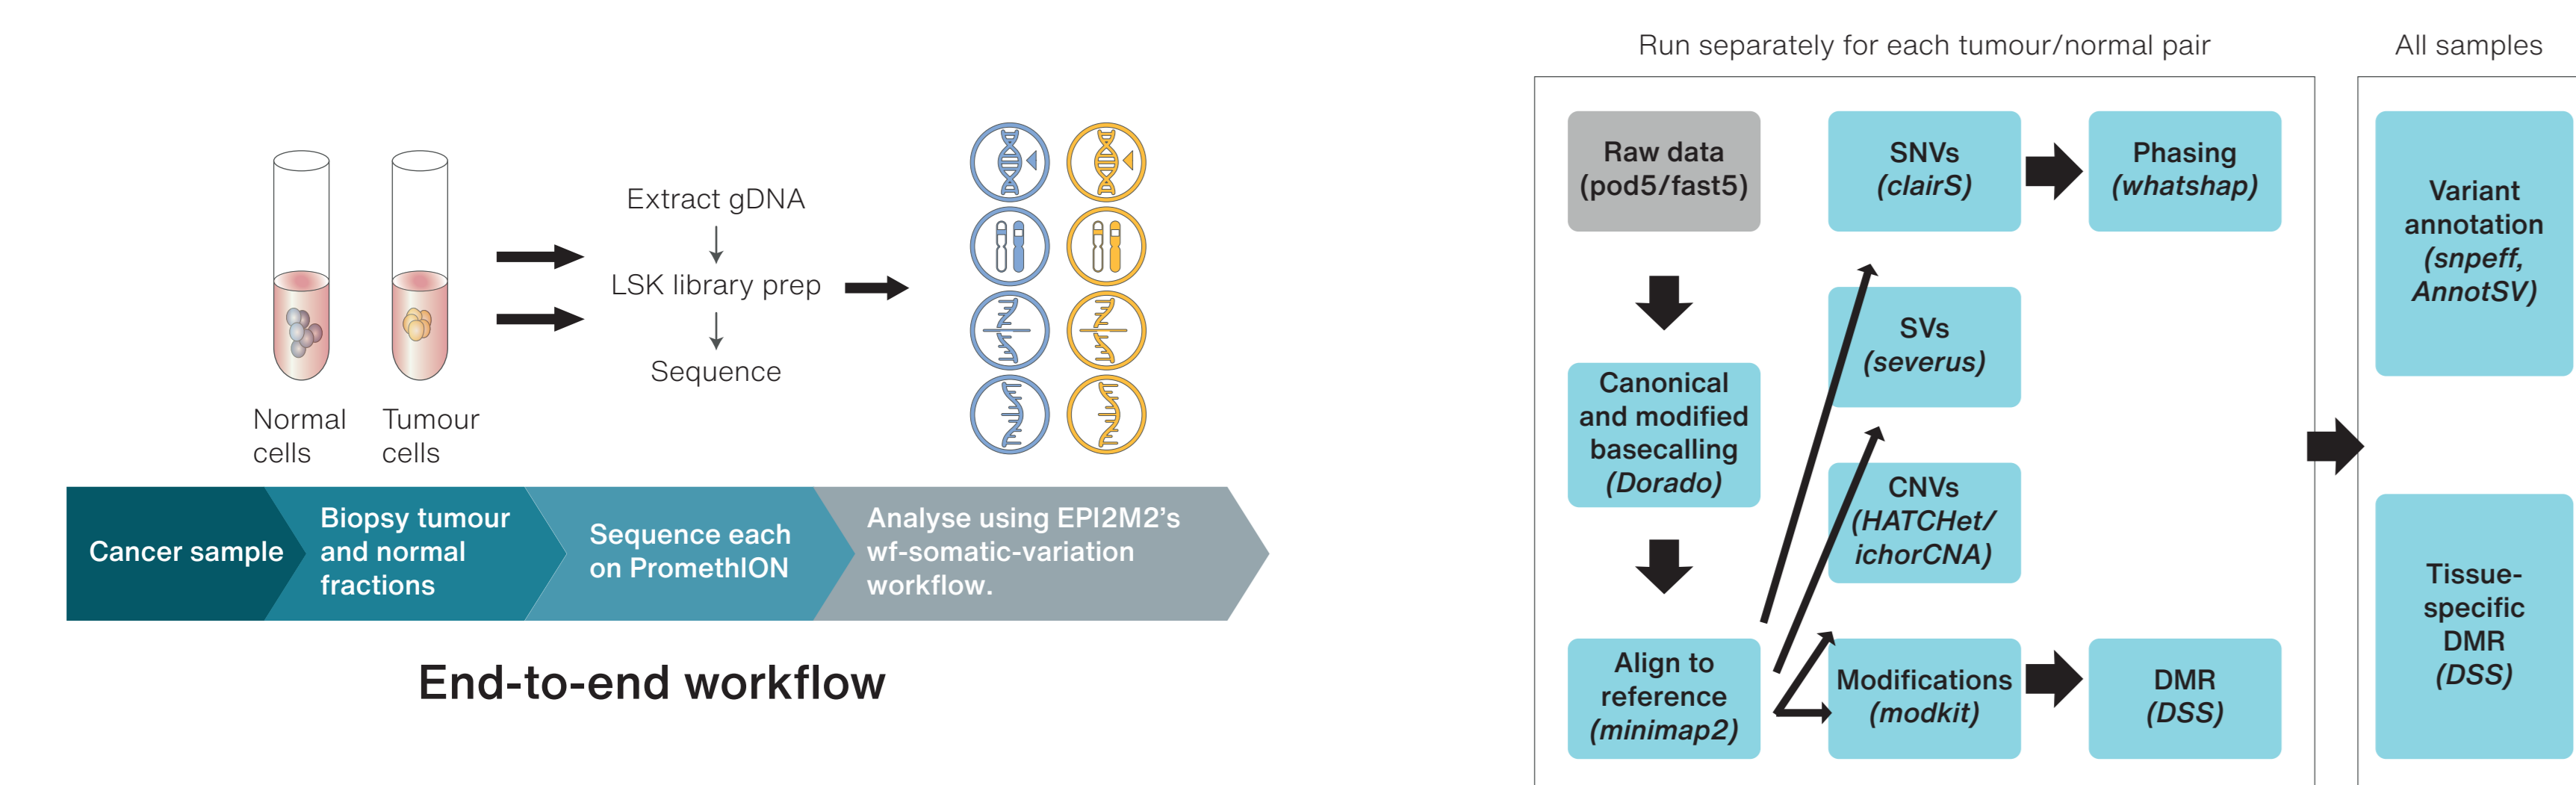 Extract gDNA
LSK library prep
Sequence
Normal
cells
Tumour
cells
Cancer sample
Biopsy tumour
and normal
fractions
Sequence each
on PromethION
Analyse using EPI2M2's
wf-somatic-variation
workflow.
End-to-end workflow
Run separately for each tumour/normal pair
Raw data
(pod5/fast5)
Canonical
and modified
basecalling
(Dorado)
Align to
reference
(minimap2)
SNVs
(clairS)
Phasing
(whatshap)
SVs
(severus)
CNVs
(HATCHet/
ichorCNA)
Modifications
(modkit)
DMR
(DSS)
All samples
Variant
annotation
(snpeff,
AnnotSV)
Tissue-
specific
DMR
(DSS)